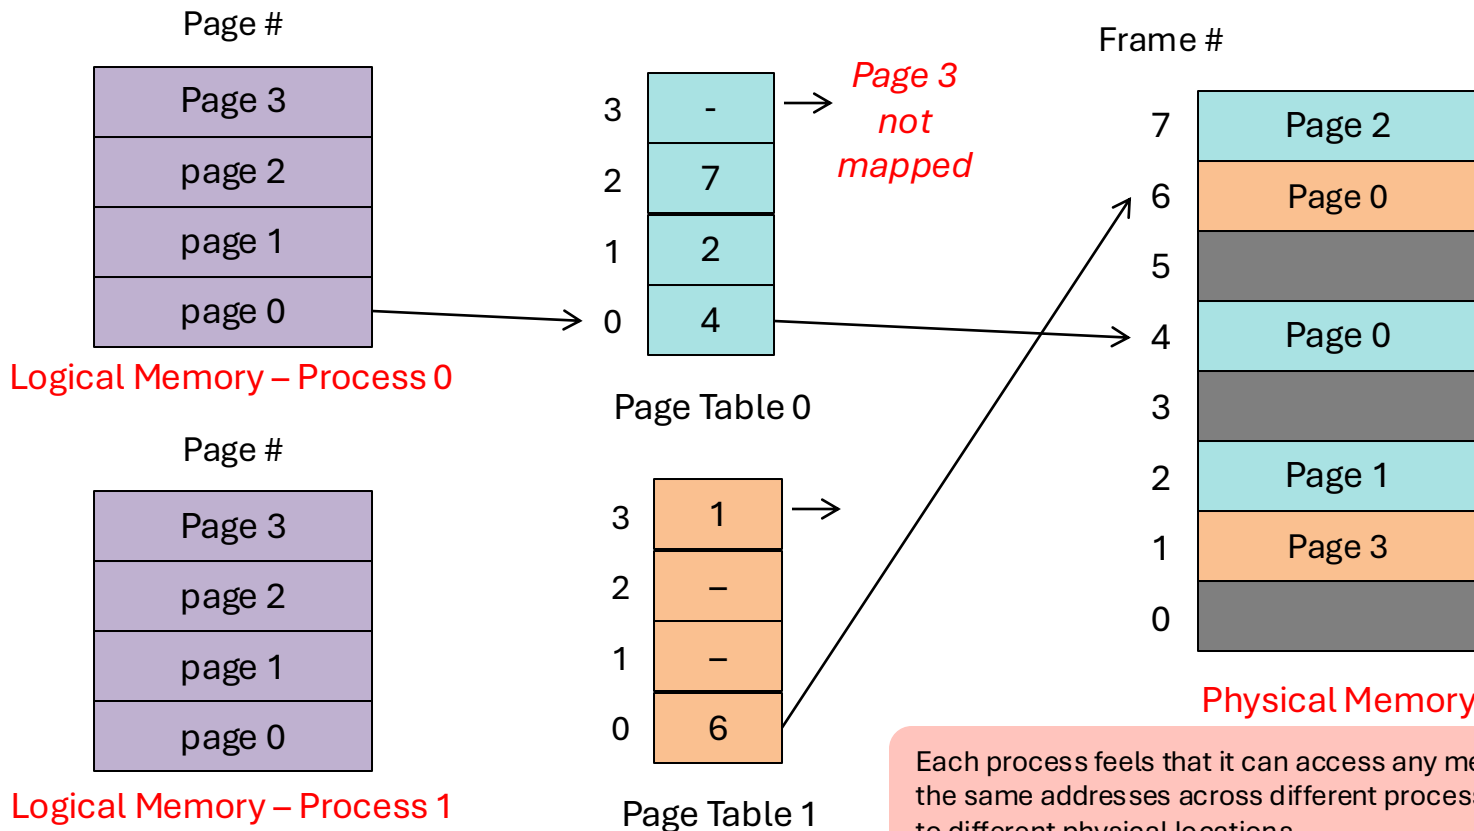 Page #
Page 3
page 2
page 1
page 0
Logical Memory – Process 0
3
-
2
7
1
2
0
4
Page Table 0
Page 3
not
mapped
Page #
Page 3
page 2
page 1
page 0
Logical Memory – Process 1
3
1
2
–
1
–
0
6
Page Table 1
Frame #
7
Page 2
6
Page 0
5
4
Page 0
3
2
Page 1
1
Page 3
0
Physical Memory
Each process feels that it can access any
the same addresses across different
to different physical locations